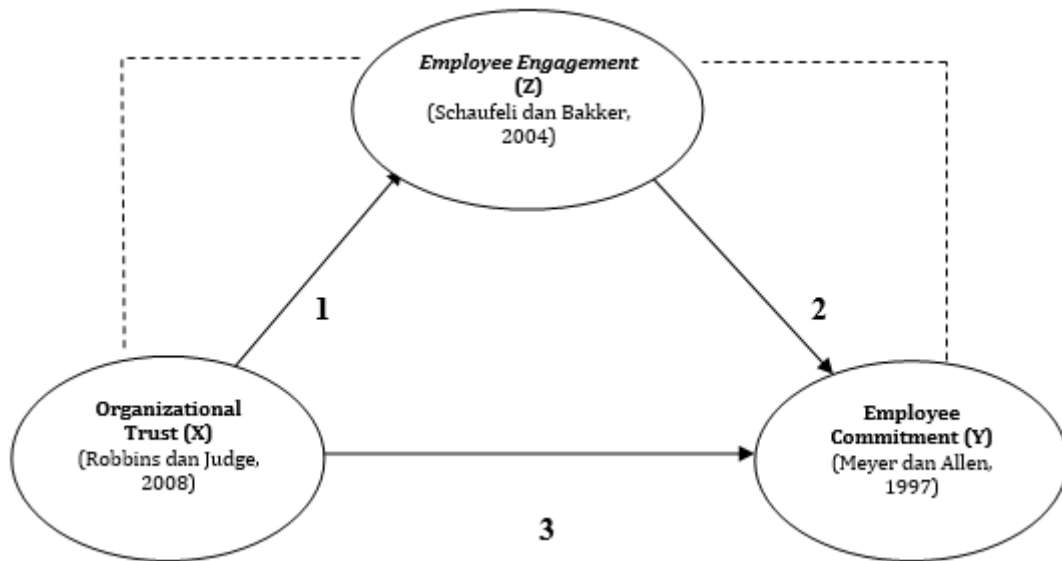 Employee Engagement
(Z)
(Schaufeli dan Bakker,
2004)
1
2
Organizational
Trust (X)
(Robbins dan Judge,
2008)
Employee
Commitment (Y)
(Meyer dan Allen,
1997)
3